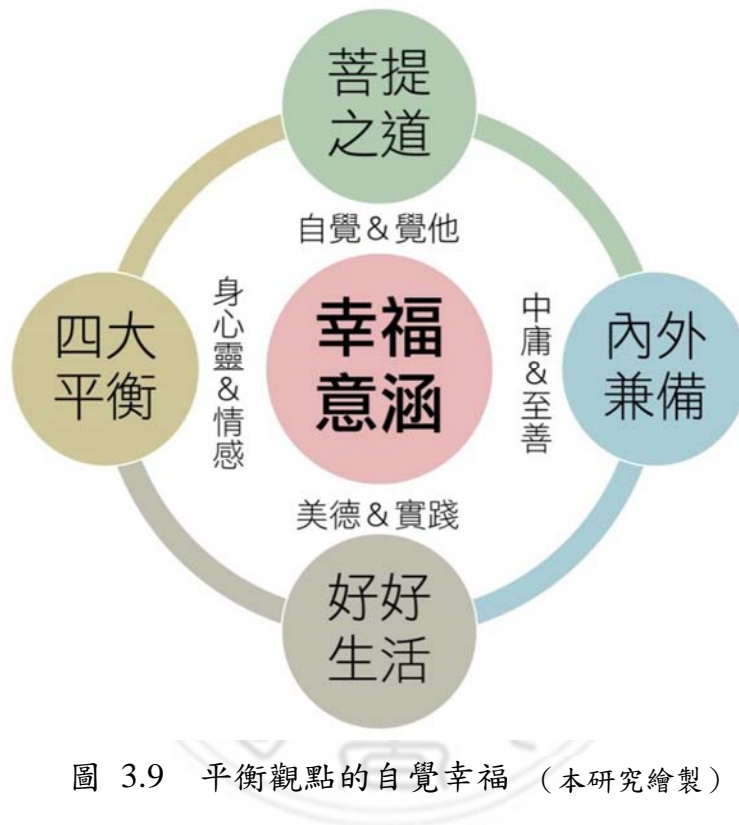 菩提
之道
自覺＆覺他
四大
平衡
身心靈＆情感
幸福
意涵
中庸＆至善
內外
兼備
美德＆實踐
好好
生活
圖 3.9 平衡觀點的自覺幸福 （本研究繪製）